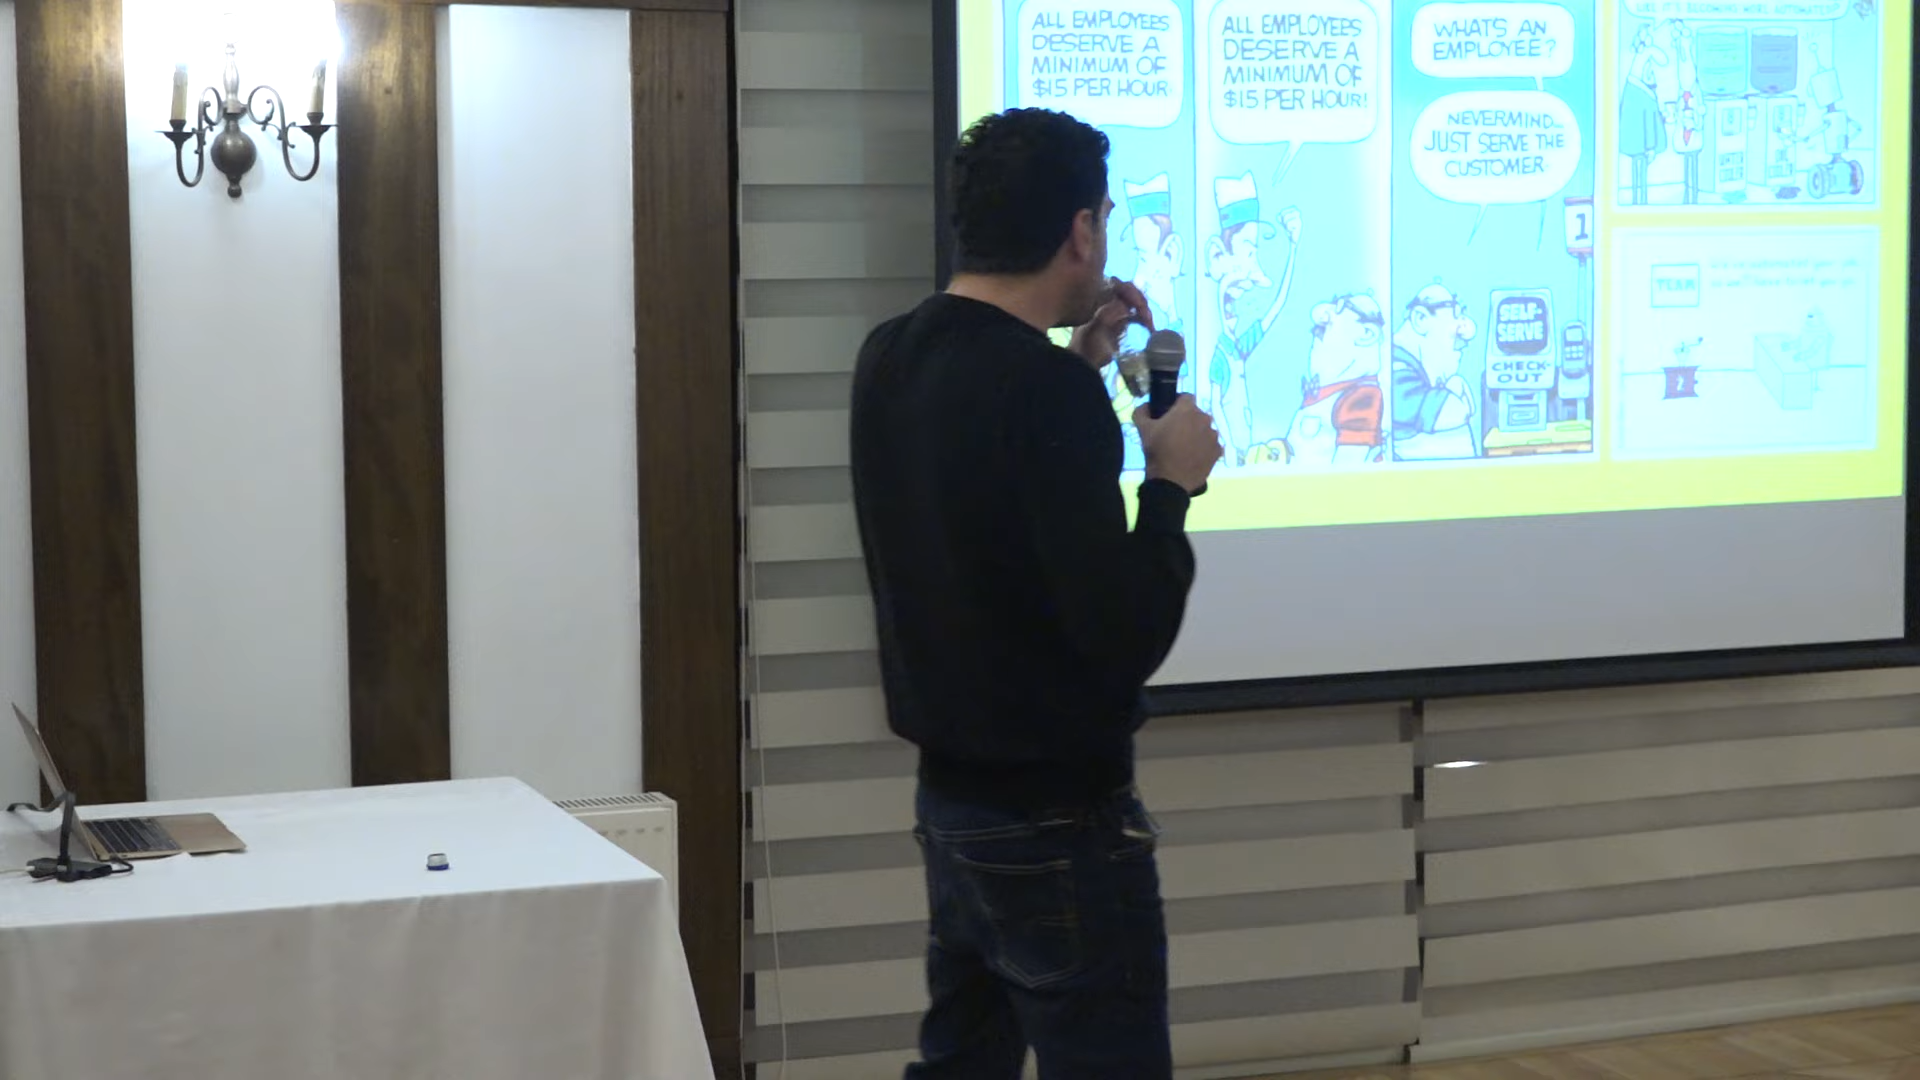 ALL EMPLOYEES
DESERVE A
MINIMUM OF
$15 PER HOUR
ALL EMPLOYEES
DESERVE A
MINIMUM OF
$15 PER HOUR!
WHAT'S AN
EMPLOYEE?
NEVERMIND...
JUST SERVE THE
CUSTOMER
1
SELF-
SERVE
CHECK-
OUT
TEAM